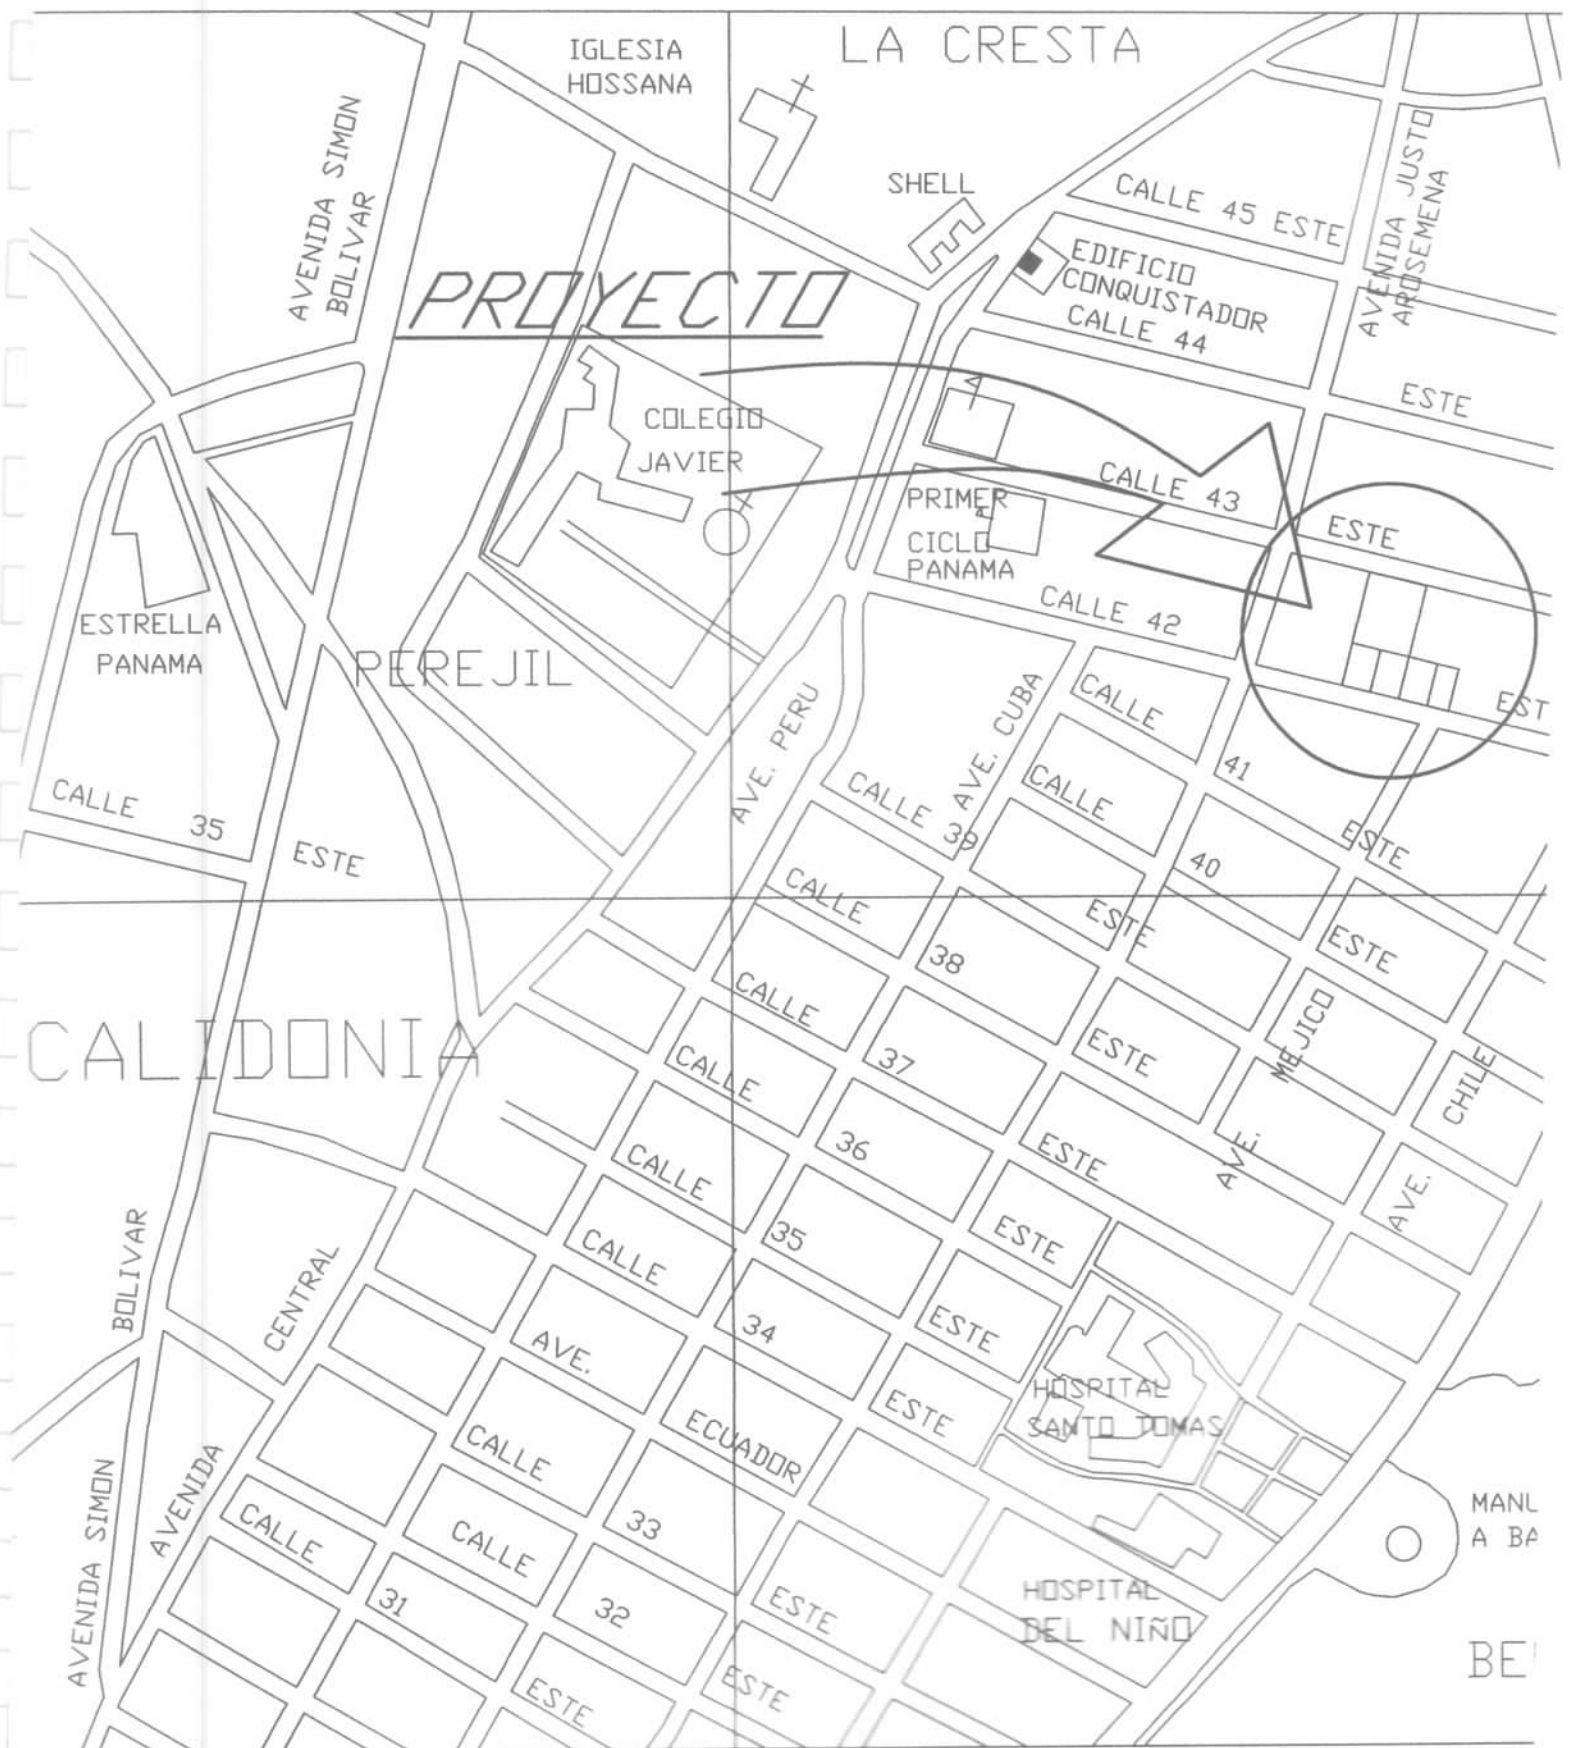 IGLESIA
HOSSANA
LA CRESTA
AVENIDA SIMON
BOLIVAR
SHELL
CALLE 45 ESTE
AVENIDA JUSTO
AROSEMENA
PROYECTO
EDIFICIO
CONQUISTADOR
CALLE 44
ESTE
COLEGIO
JAVIER
CALLE 43
ESTE
PRIMER
CICLO
PANAMA
CALLE 42
EST
ESTRELLA
PANAMA
PEREJIL
AVE. PERU
AVE. CUBA
CALLE
41
ESTE
CALLE
40
ESTE
CALLE 39
ESTE
CALLE 35
ESTE
CALLE
38
ESTE
CALLE
37
ESTE
AVE. MEJICO
AVE. CHILE
CALIDONIA
CALLE
36
ESTE
CALLE
35
ESTE
CALLE
34
ESTE
BOLIVAR
CENTRAL
AVE.
ECUADOR
HOSPITAL
SANTO TOMAS
CALLE
33
ESTE
AVENIDA SIMON
AVENIDA
CALLE
31
CALLE
32
ESTE
ESTE
MANU
A BA
HOSPITAL
DEL NIÑO
BE